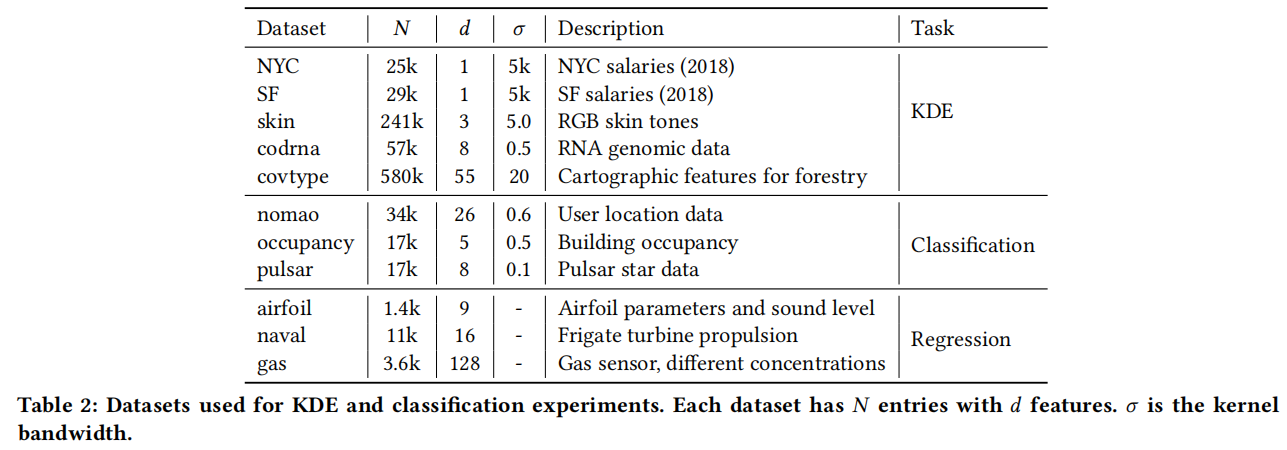 Dataset N d σ Description Task
NYC 25k 1 5k NYC salaries (2018)
SF 29k 1 5k SF salaries (2018)
skin 241k 3 5.0 RGB skin tones
KDE
codrna 57k 8 0.5 RNA genomic data
covtype 580k 55 20 Cartographic features for forestry
nomao 34k 26 0.6 User location data
occupancy 17k 5 0.5 Building occupancy Classification
pulsar 17k 8 0.1 Pulsar star data
airfoil 1.4k 9 - Airfoil parameters and sound level
naval 11k 16 - Frigate turbine propulsion Regression
gas 3.6k 128 - Gas sensor, different concentrations
Table 2: Datasets used for KDE and classification experiments. Each dataset has N entries with d features. σ is the kernel
bandwidth.